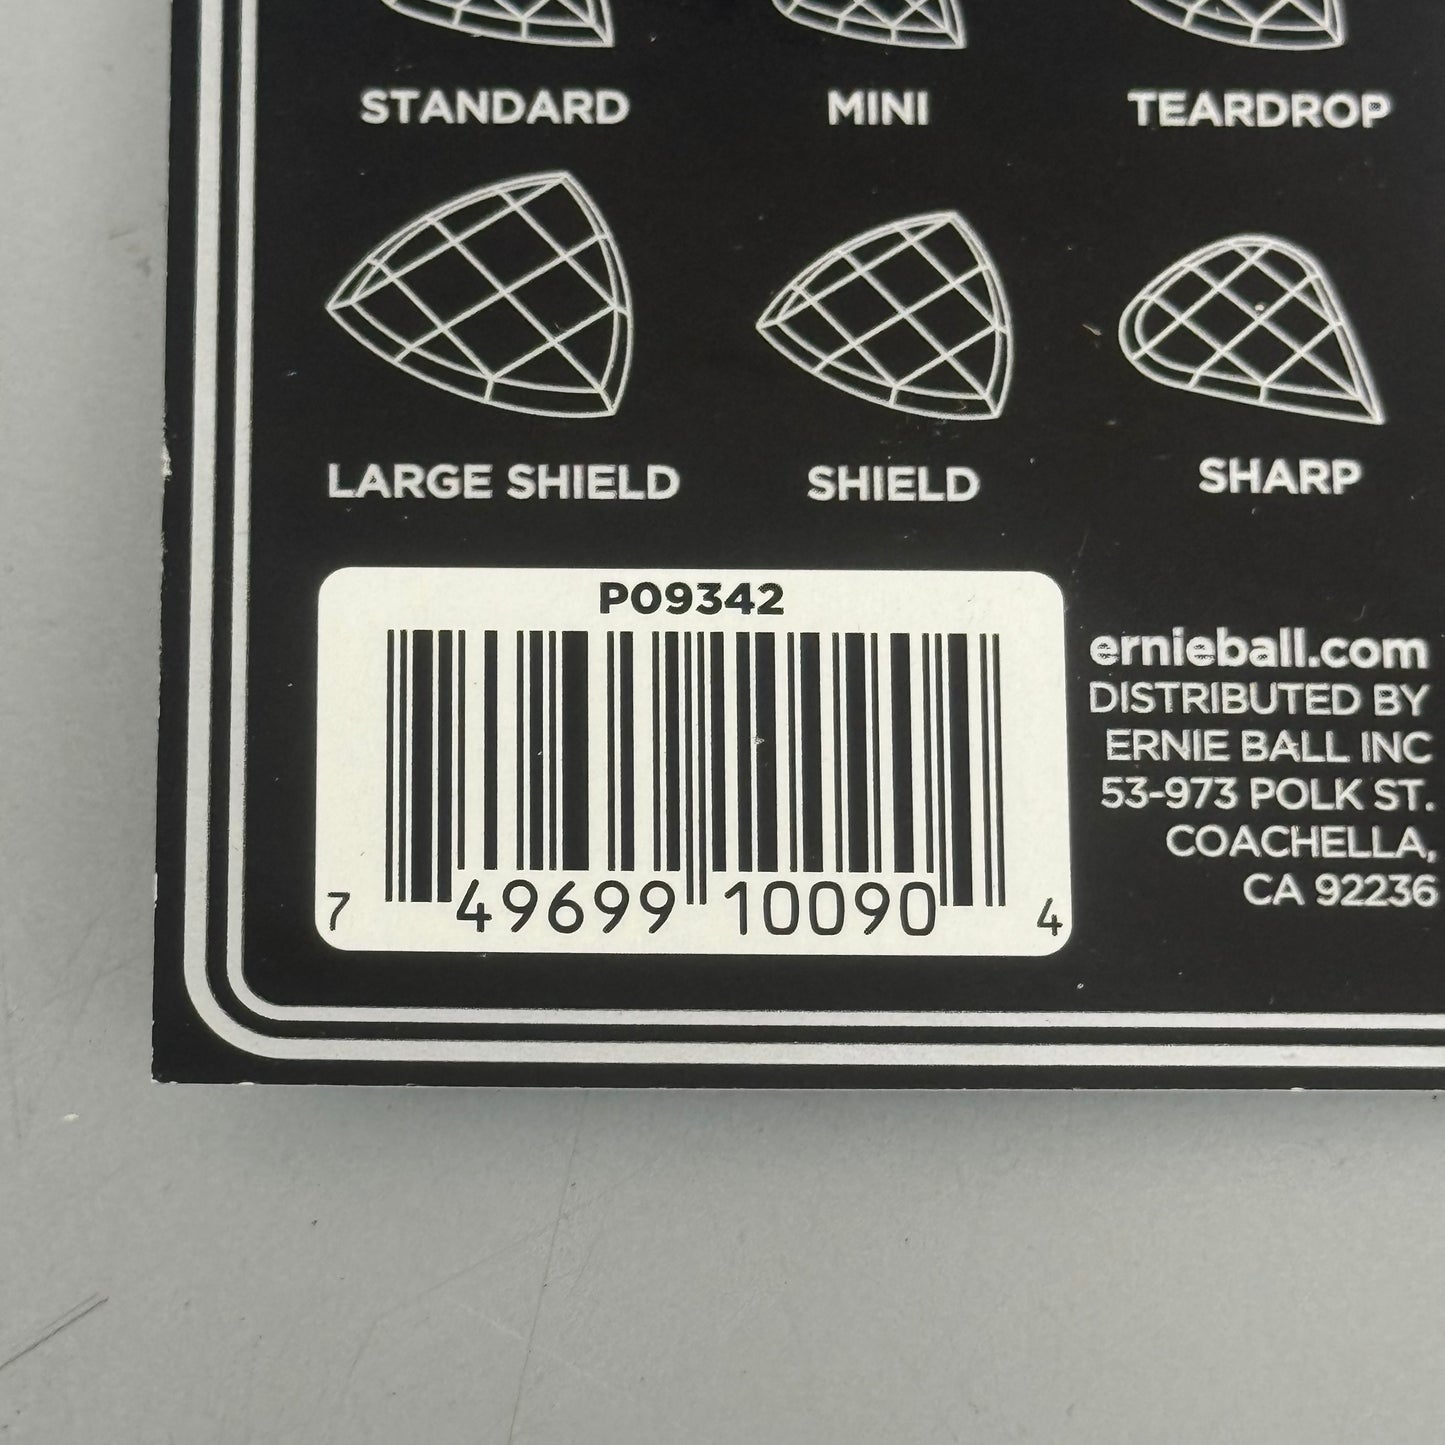 STANDARD MINI TEARDROP
LARGE SHIELD SHIELD SHARP
P09342
7 49699 10090 4
ernieball.com
DISTRIBUTED BY
ERNIE BALL INC
53-973 POLK ST.
COACHELLA,
CA 92236